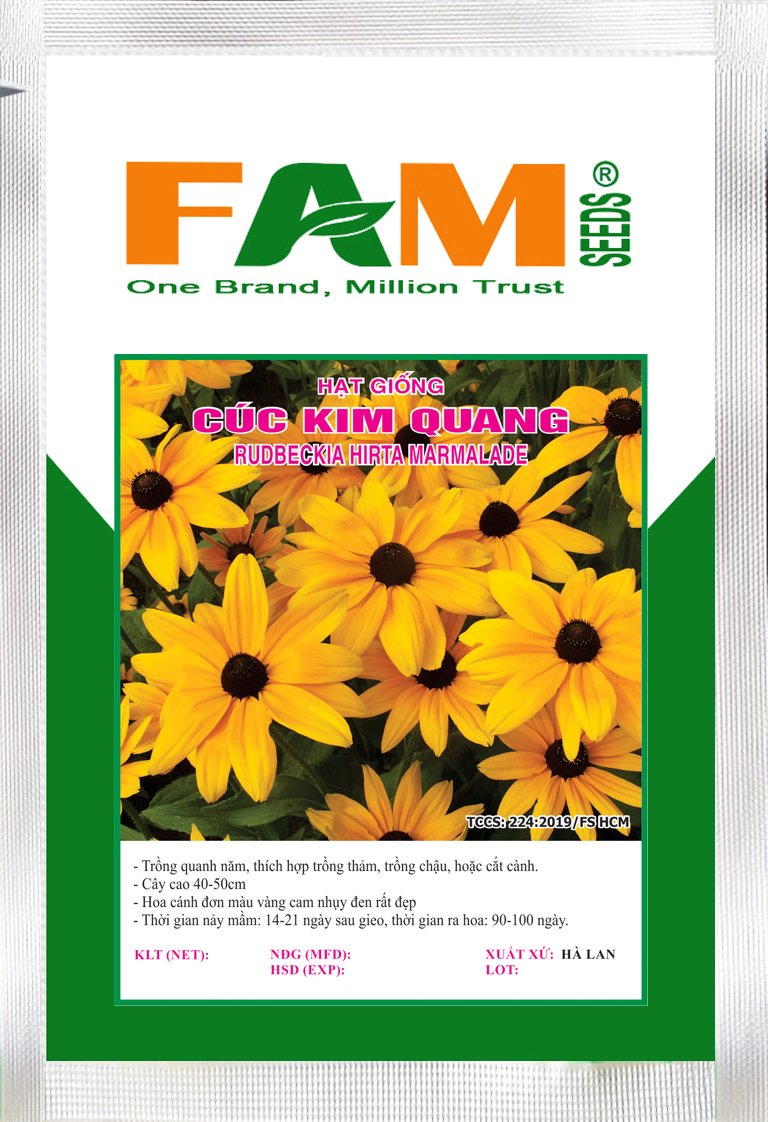 FAM SEEDS®
One Brand, Million Trust
HẠT GIỐNG
CÚC KIM QUANG
RUDBECKIA HIRTA MARMALADE
TCCS: 224:2019/FS HCM
- Trồng quanh năm, thích hợp trồng thảm, trồng chậu, hoặc cắt cành.
- Cây cao 40-50cm
- Hoa cánh đơn màu vàng cam nhụy đen rất đẹp
- Thời gian nảy mầm: 14-21 ngày sau gieo, thời gian ra hoa: 90-100 ngày.
KLT (NET): NĐG (MFD): XUẤT XỨ: HÀ LAN
HSD (EXP): LOT: